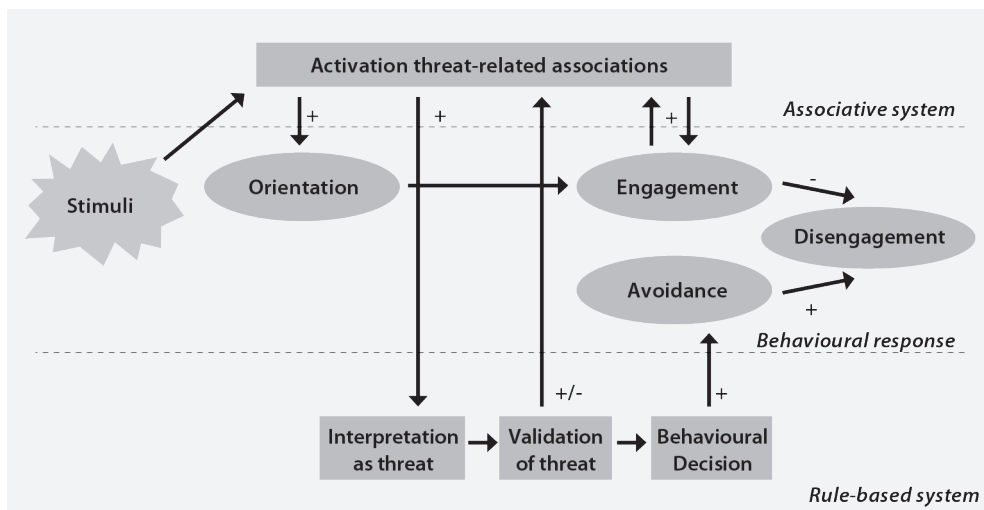 Activation threat-related associations
+
+
+
Associative system
Stimuli
Orientation
Engagement
-
Disengagement
Avoidance
+
Behavioural response
+/-
+
Interpretation
as threat
Validation
of threat
Behavioural
Decision
Rule-based system